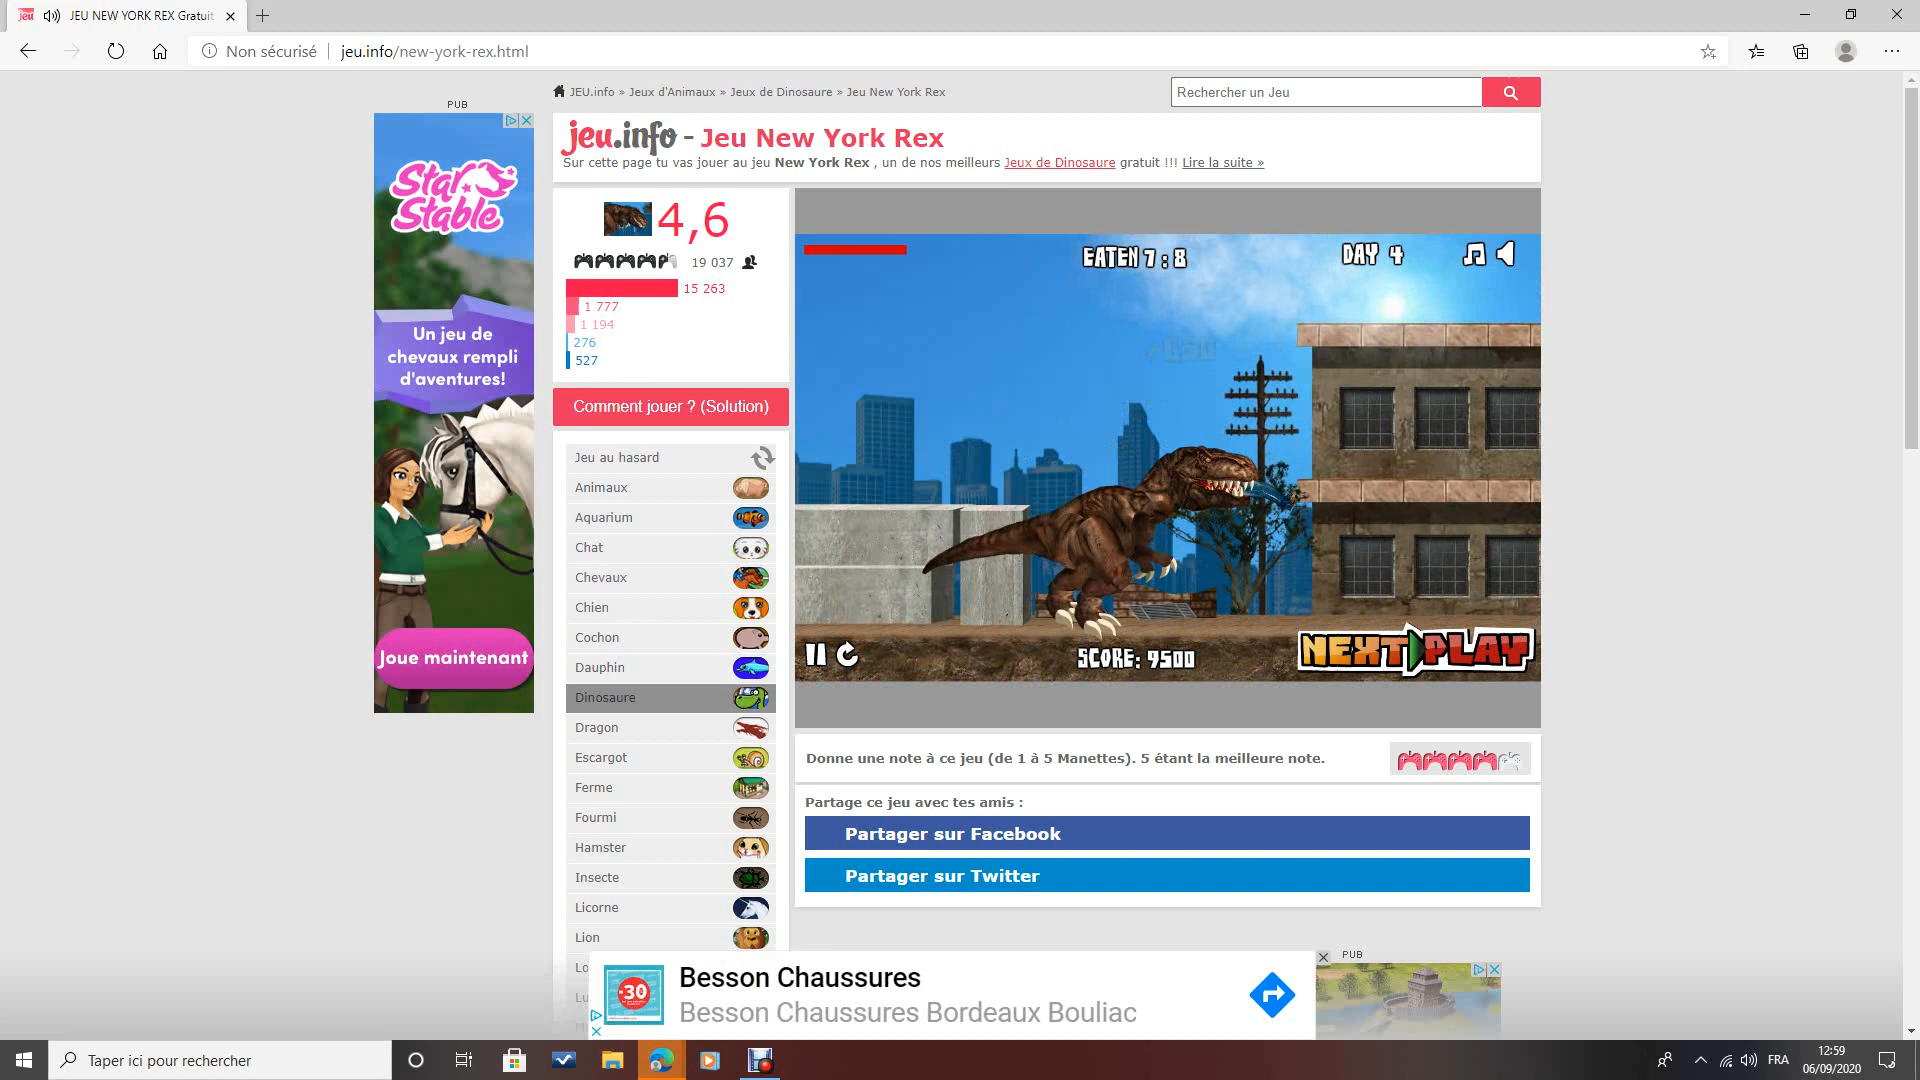 JEU NEW YORK REX Gratuit
Non sécurisé
jeu.info/new-york-rex.html
JEU.info » Jeux d'Animaux » Jeux de Dinosaure » Jeu New York Rex
Rechercher un Jeu
PUB
jeu.info - Jeu New York Rex
Sur cette page tu vas jouer au jeu New York Rex , un de nos meilleurs Jeux de Dinosaure gratuit !!! Lire la suite »
Star Stable
Un jeu de
chevaux rempli
d'aventures!
Joue maintenant
4,6
19 037
15 263
1 777
1 194
276
527
Comment jouer ? (Solution)
Jeu au hasard
Animaux
Aquarium
Chat
Chevaux
Chien
Cochon
Dauphin
Dinosaure
Dragon
Escargot
Ferme
Fourmi
Hamster
Insecte
Licorne
Lion
Lo
Lu
EATEN 7 : 8
DAY 4
SCORE: 9500
NEXT PLAY
Donne une note à ce jeu (de 1 à 5 Manettes). 5 étant la meilleure note.
Partage ce jeu avec tes amis :
Partager sur Facebook
Partager sur Twitter
-30
Besson Chaussures
Besson Chaussures Bordeaux Bouliac
PUB
Taper ici pour rechercher
FRA
12:59
06/09/2020